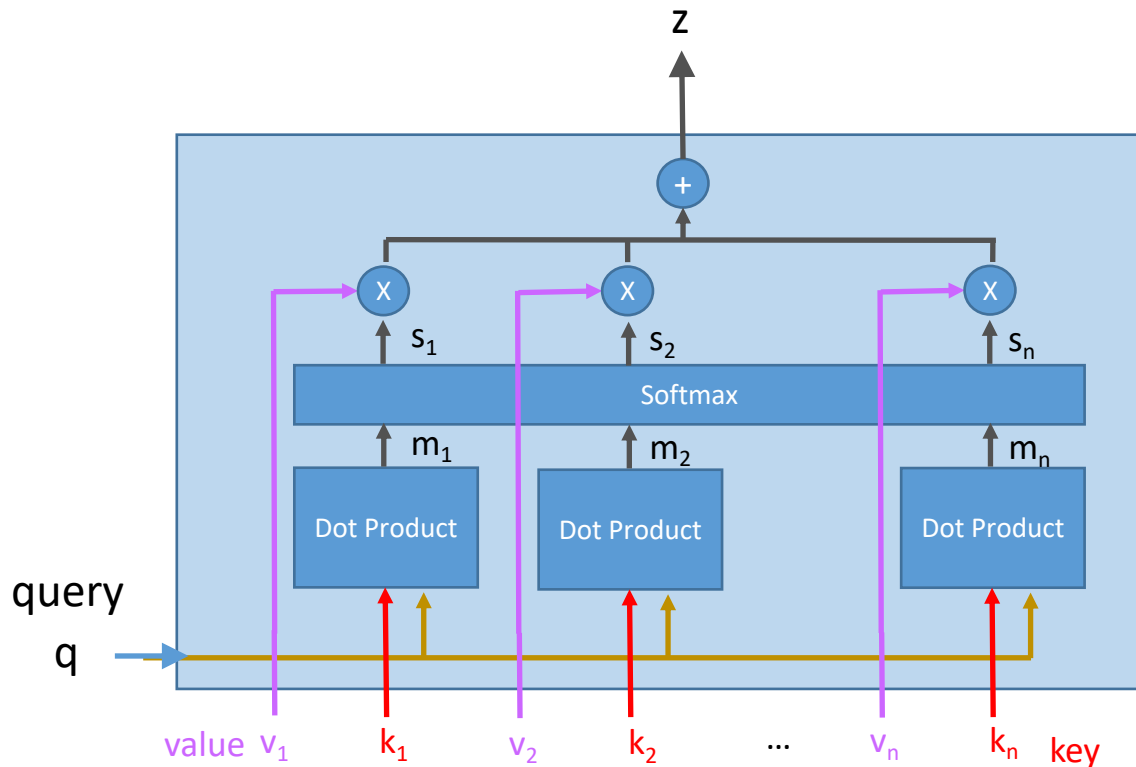 z
+
X X X
s₁ s₂ sₙ
Softmax
m₁ m₂ mₙ
Dot Product Dot Product Dot Product
query
q
value v₁ k₁ v₂ k₂ ... vₙ kₙ key